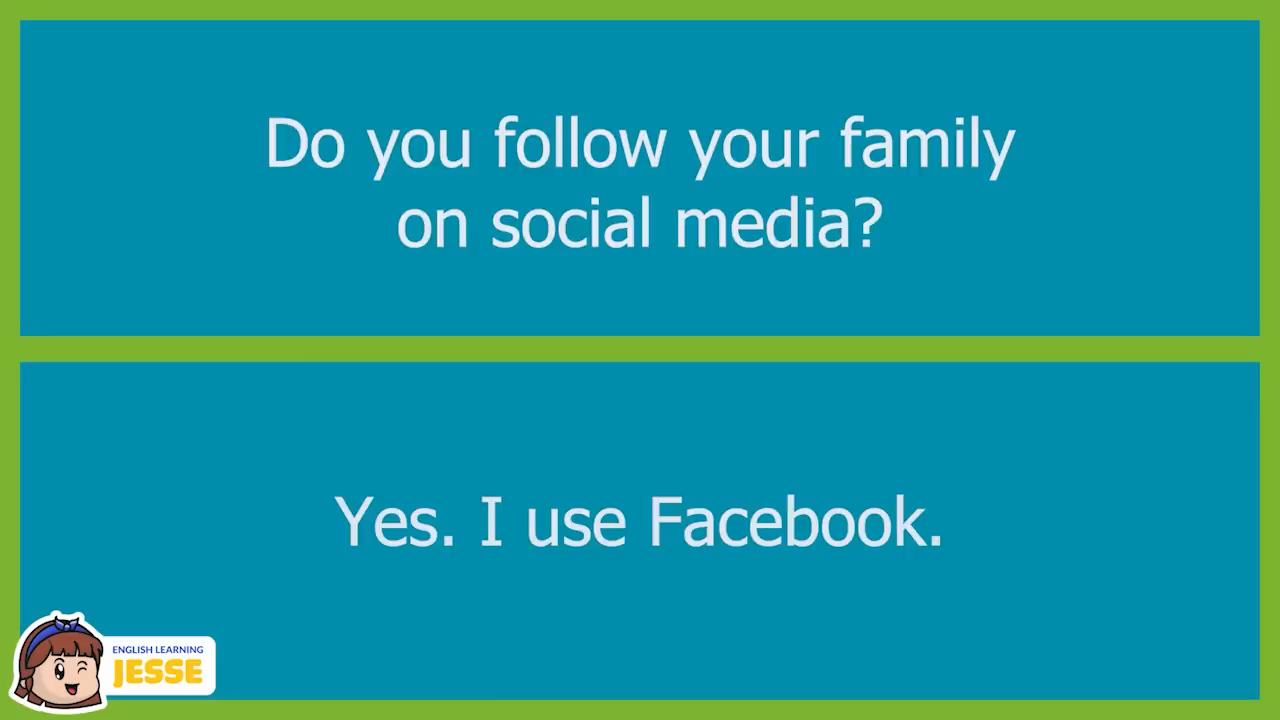 Do you follow your family
on social media?
Yes. I use Facebook.
ENGLISH LEARNING
JESSE